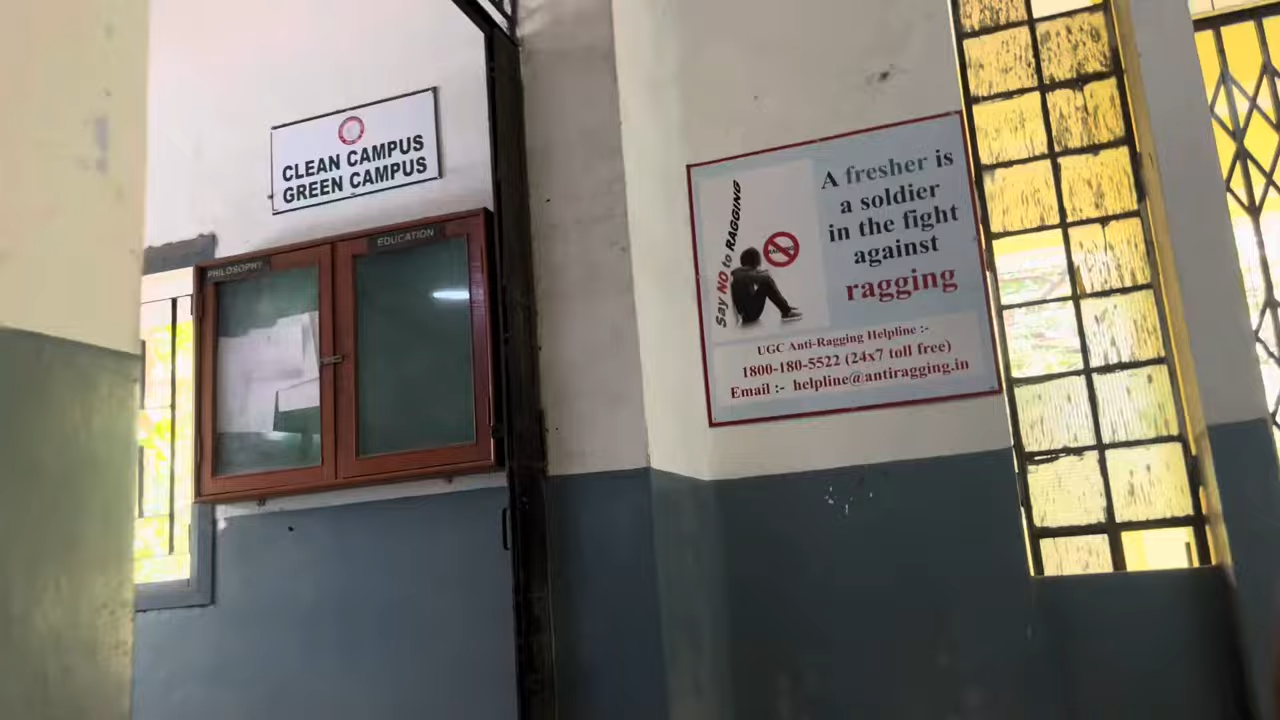 CLEAN CAMPUS
GREEN CAMPUS
PHILOSOPHY
EDUCATION
Say NO to RAGGING
A fresher is
a soldier
in the fight
against
ragging
UGC Anti-Ragging Helpline :-
1800-180-5522 (24x7 toll free)
Email :- helpline@antiragging.in